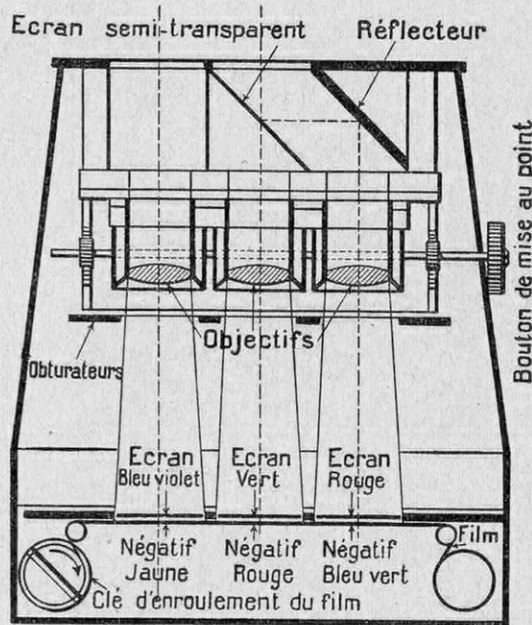 Ecran semi-transparent
Réflecteur
Bouton de mise au point
Objectifs
Obturateurs
Ecran
Bleu violet
Ecran
Vert
Ecran
Rouge
Négatif
Jaune
Négatif
Rouge
Négatif
Bleu vert
Film
Clé d'enroulement du film